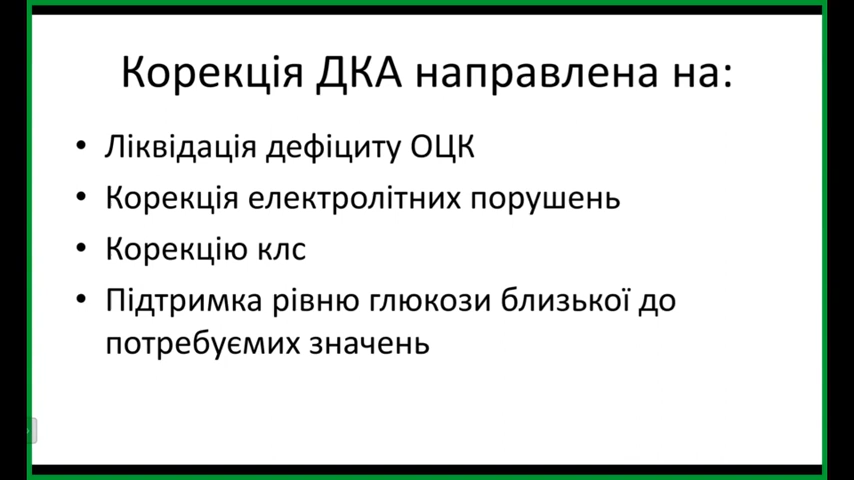 Корекція ДКА направлена на:
• Ліквідація дефіциту ОЦК
• Корекція електролітних порушень
• Корекцію клс
• Підтримка рівню глюкози близької до
потребуємих значень